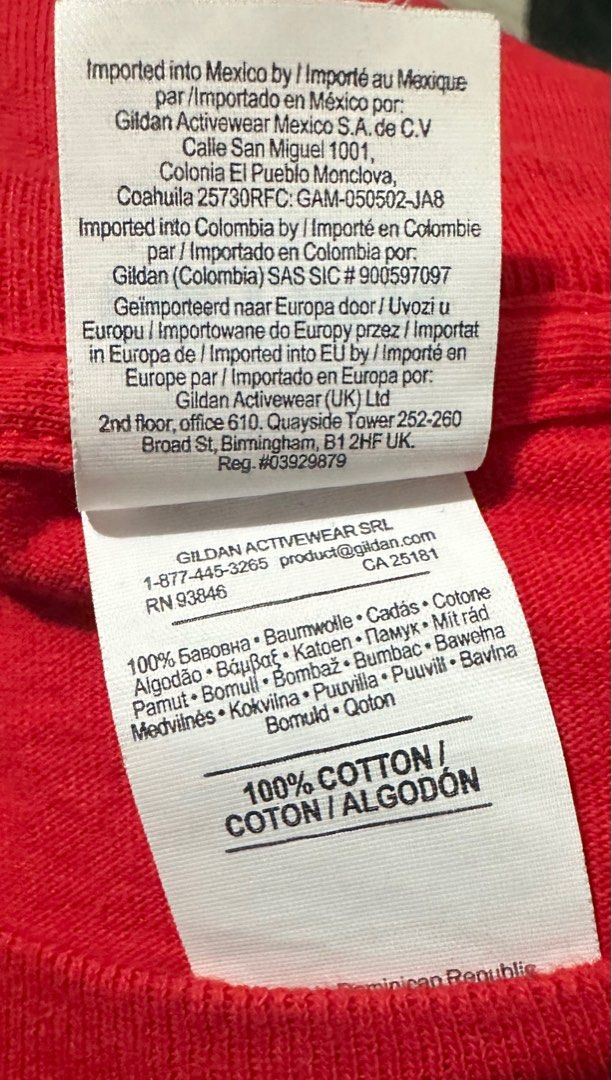 Imported into Mexico by / Importé au Mexique
par /Importado en México por:
Gildan Activewear Mexico S.A. de C.V
Calle San Miguel 1001,
Colonia El Pueblo Monclova,
Coahuila 25730RFC: GAM-050502-JA8
Imported into Colombia by / Importé en Colombie
par / Importado en Colombia por:
Gildan (Colombia) SAS SIC # 900597097
Geïmporteerd naar Europa door / Uvozi u
Europu / Importowane do Europy przez / Importat
in Europa de / Imported into EU by / Importé en
Europe par / Importado en Europa por:
Gildan Activewear (UK) Ltd
2nd floor, office 610. Quayside Tower 252-260
Broad St, Birmingham, B1 2HF UK.
Reg. #03929879
GILDAN ACTIVEWEAR SRL
1-877-445-3265 product@gildan.com
RN 93846 CA 25181
100% Бавовна • Baumwolle • Cadás • Cotone
Algodão • Βάμβαξ • Katoen • Памук • Mít rád
Pamut • Bomull • Bombaž • Bumbac • Bawełna
Medvilnės • Kokvilna • Puuvilla • Puuvill • Bavlna
Bomuld • Qoton
100% COTTON /
COTON / ALGODÓN
Dominican Republic